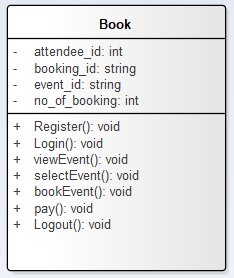 Book
- attendee_id: int
- booking_id: string
- event_id: string
- no_of_booking: int
+ Register(): void
+ Login(): void
+ viewEvent(): void
+ selectEvent(): void
+ bookEvent(): void
+ pay(): void
+ Logout(): void